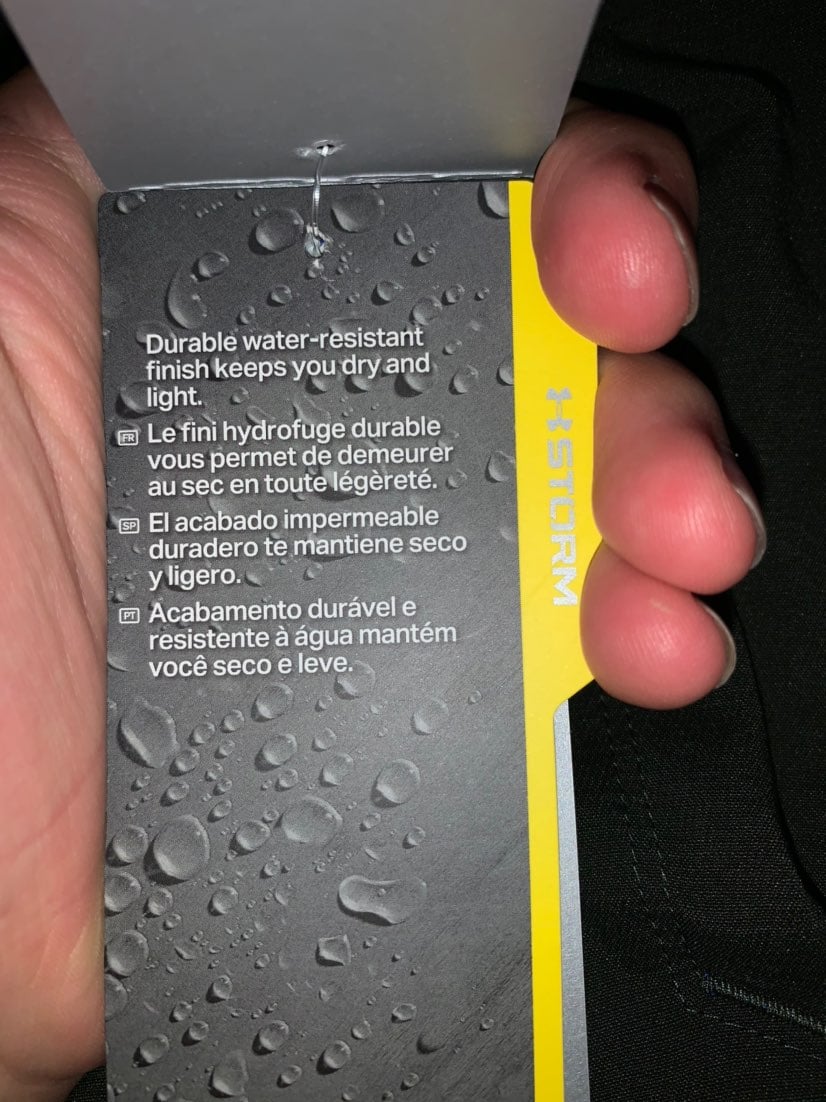 Durable water-resistant
finish keeps you dry and
light.
FR Le fini hydrofuge durable
vous permet de demeurer
au sec en toute légèreté.
SP El acabado impermeable
duradero te mantiene seco
y ligero.
PT Acabamento durável e
resistente à água mantém
você seco e leve.
STORM